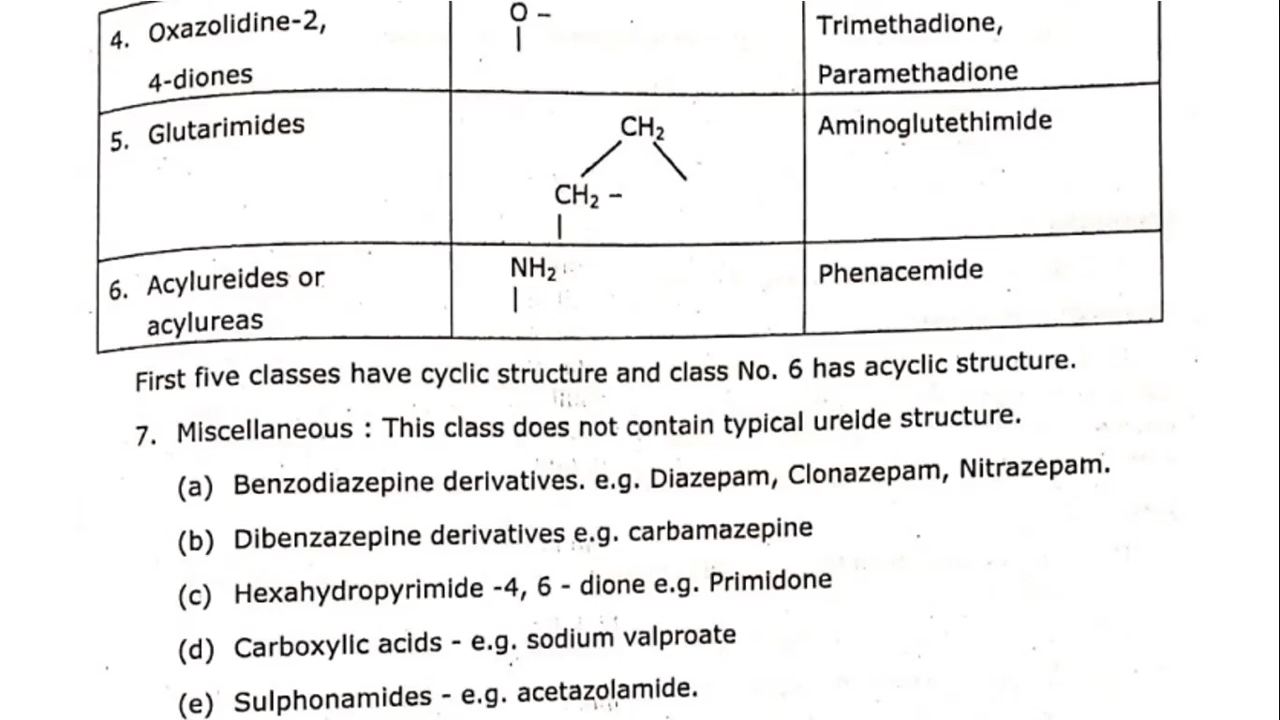 4. Oxazolidine-2, O – Trimethadione,
4-diones | Paramethadione
5. Glutarimides CH₂ Aminoglutethimide
CH₂ –
|
6. Acylureides or NH₂ Phenacemide
acylureas |
First five classes have cyclic structure and class No. 6 has acyclic structure.
7. Miscellaneous : This class does not contain typical ureide structure.
(a) Benzodiazepine derivatives. e.g. Diazepam, Clonazepam, Nitrazepam.
(b) Dibenzazepine derivatives e.g. carbamazepine
(c) Hexahydropyrimide -4, 6 - dione e.g. Primidone
(d) Carboxylic acids - e.g. sodium valproate
(e) Sulphonamides - e.g. acetazolamide.